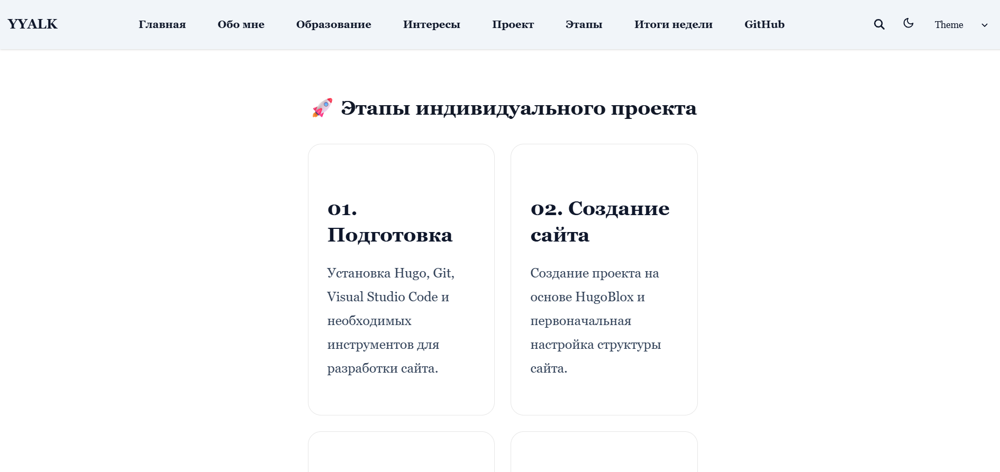 YYALK
Главная
Обо мне
Образование
Интересы
Проект
Этапы
Итоги недели
GitHub
Theme
🚀 Этапы индивидуального проекта
01.
Подготовка
Установка Hugo, Git,
Visual Studio Code и
необходимых
инструментов для
разработки сайта.
02. Создание
сайта
Создание проекта на
основе HugoBlox и
первоначальная
настройка структуры
сайта.